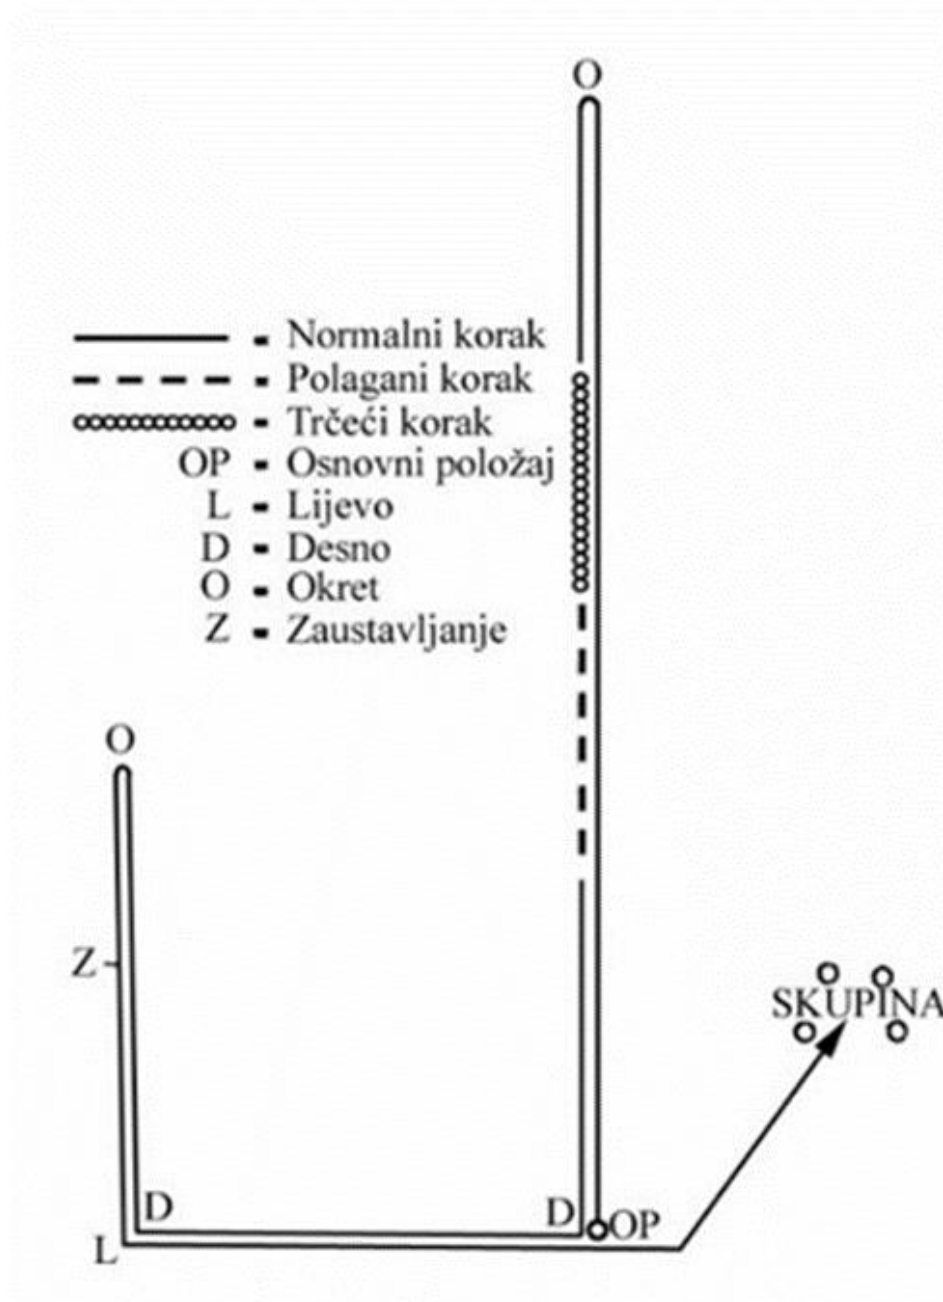 O
- Normalni korak
- Polagani korak
- Trčeći korak
OP - Osnovni položaj
L - Lijevo
D - Desno
O - Okret
Z - Zaustavljanje
O
Z
SKUPINA
D
D
OP
L